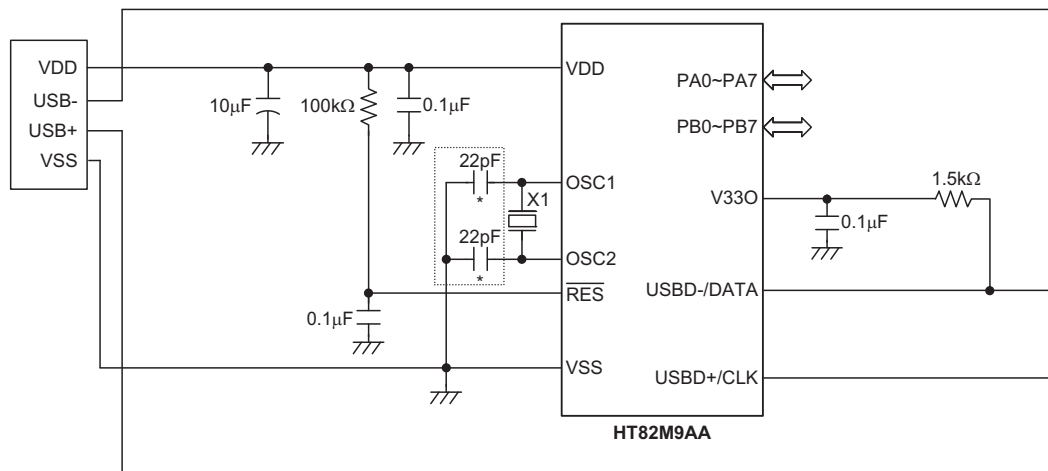 VDD
USB-
USB+
VSS
10μF
100kΩ
0.1μF
22pF
*
22pF
*
X1
0.1μF
VDD
OSC1
OSC2
RES
VSS
PA0~PA7
PB0~PB7
V33O
USBD-/DATA
USBD+/CLK
0.1μF
1.5kΩ
HT82M9AA